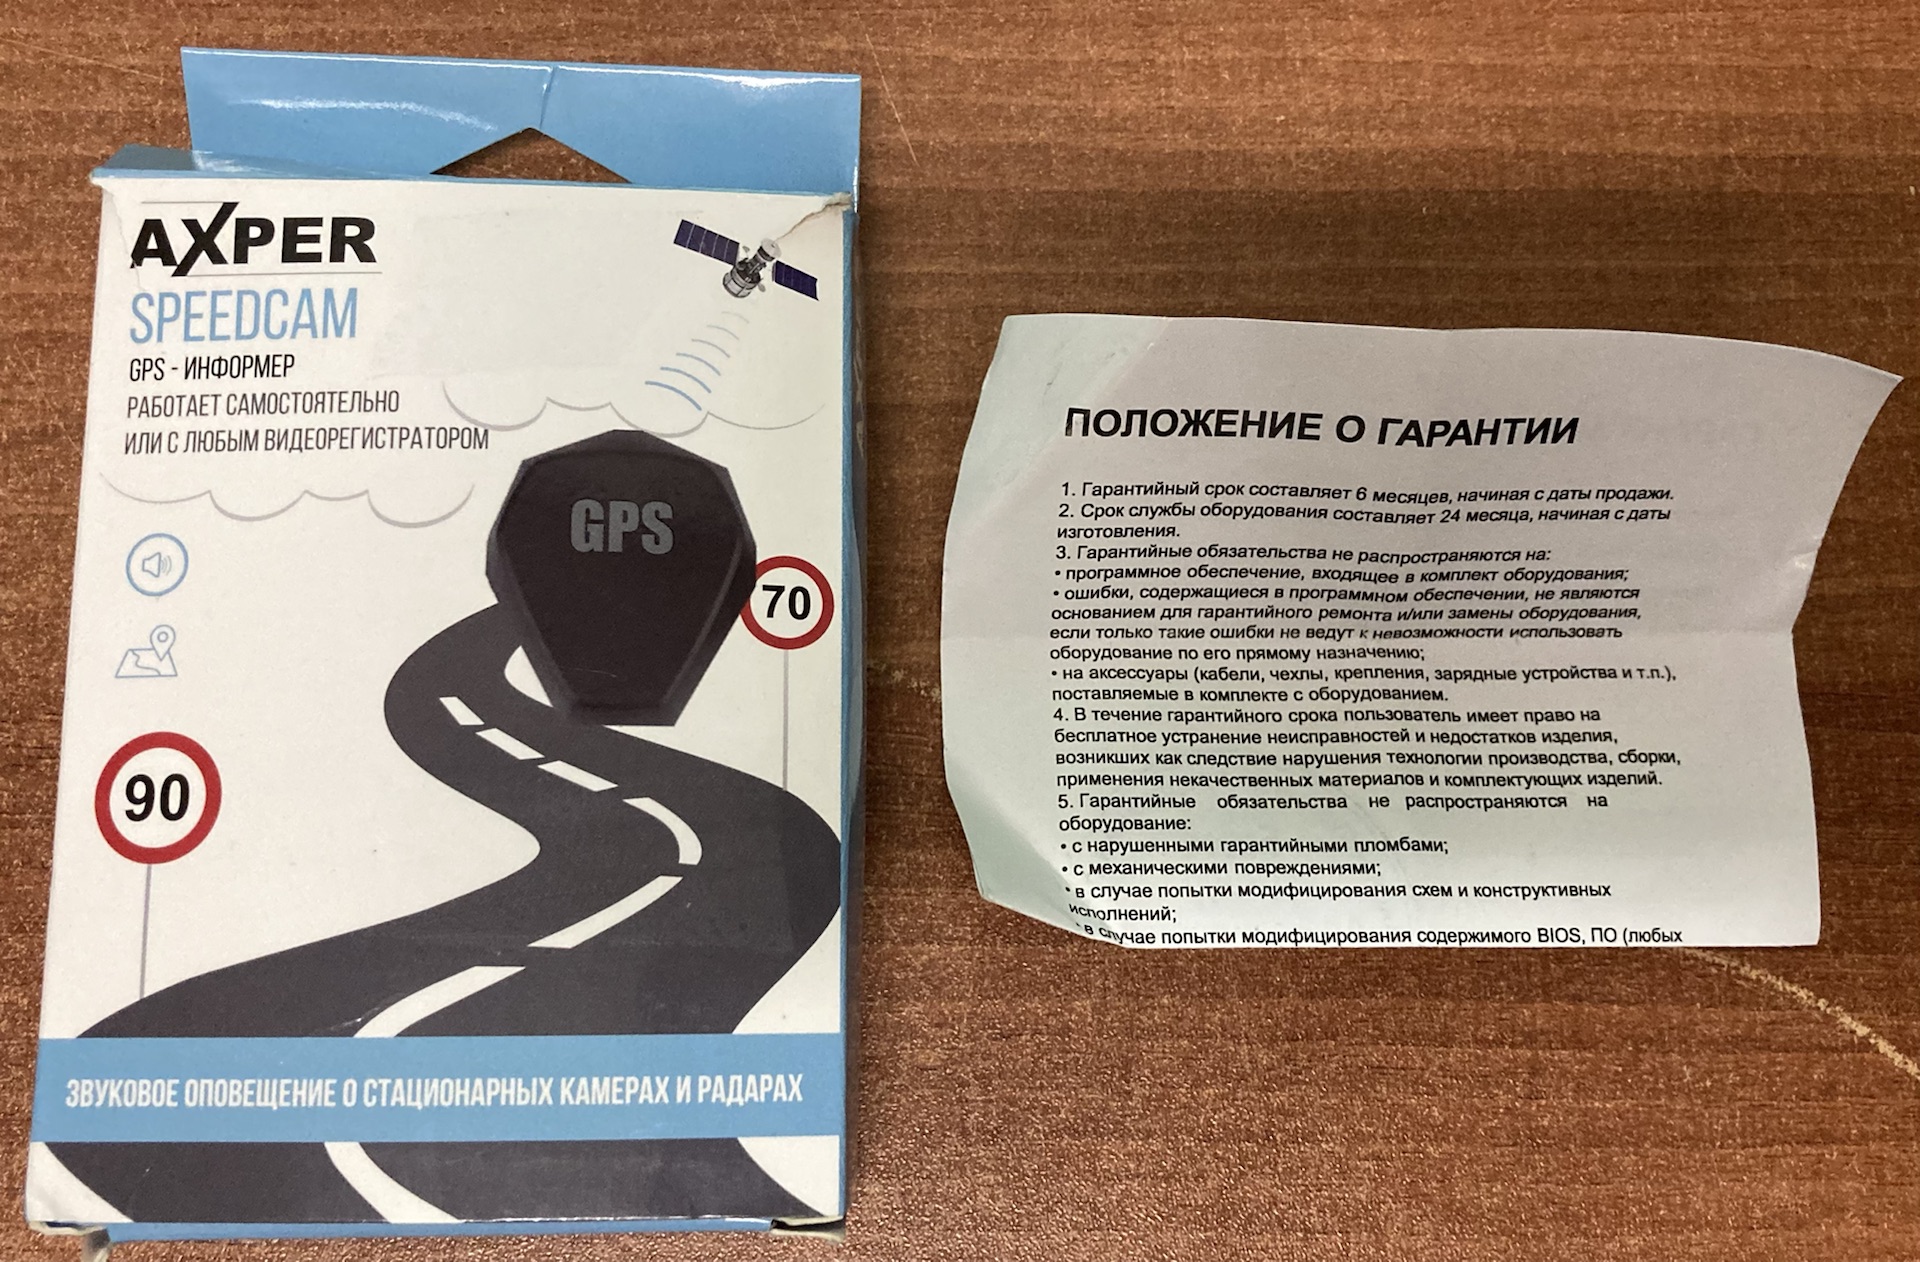 AXPER
SPEEDCAM
GPS - ИНФОРМЕР
РАБОТАЕТ САМОСТОЯТЕЛЬНО
ИЛИ С ЛЮБЫМ ВИДЕОРЕГИСТРАТОРОМ
GPS
70
90
ЗВУКОВОЕ ОПОВЕЩЕНИЕ О СТАЦИОНАРНЫХ КАМЕРАХ И РАДАРАХ
ПОЛОЖЕНИЕ О ГАРАНТИИ
1. Гарантийный срок составляет 6 месяцев, начиная с даты продажи.
2. Срок службы оборудования составляет 24 месяца, начиная с даты
изготовления.
3. Гарантийные обязательства не распространяются на:
• программное обеспечение, входящее в комплект оборудования;
• ошибки, содержащиеся в программном обеспечении, не являются
основанием для гарантийного ремонта и/или замены оборудования,
если только такие ошибки не ведут к невозможности использовать
оборудование по его прямому назначению;
• на аксессуары (кабели, чехлы, крепления, зарядные устройства и т.п.),
поставляемые в комплекте с оборудованием.
4. В течение гарантийного срока пользователь имеет право на
бесплатное устранение неисправностей и недостатков изделия,
возникших как следствие нарушения технологии производства, сборки,
применения некачественных материалов и комплектующих изделий.
5. Гарантийные обязательства не распространяются на
оборудование:
• с нарушенными гарантийными пломбами;
• с механическими повреждениями;
• в случае попытки модифицирования схем и конструктивных
исполнений;
• в случае попытки модифицирования содержимого BIOS, ПО (любых